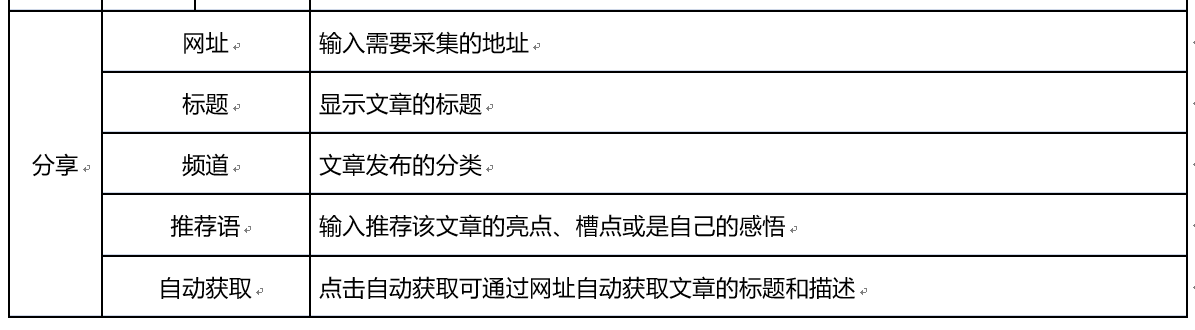 网址
输入需要采集的地址
标题
显示文章的标题
分享
频道
文章发布的分类
推荐语
输入推荐该文章的亮点、槽点或是自己的感悟
自动获取
点击自动获取可通过网址自动获取文章的标题和描述